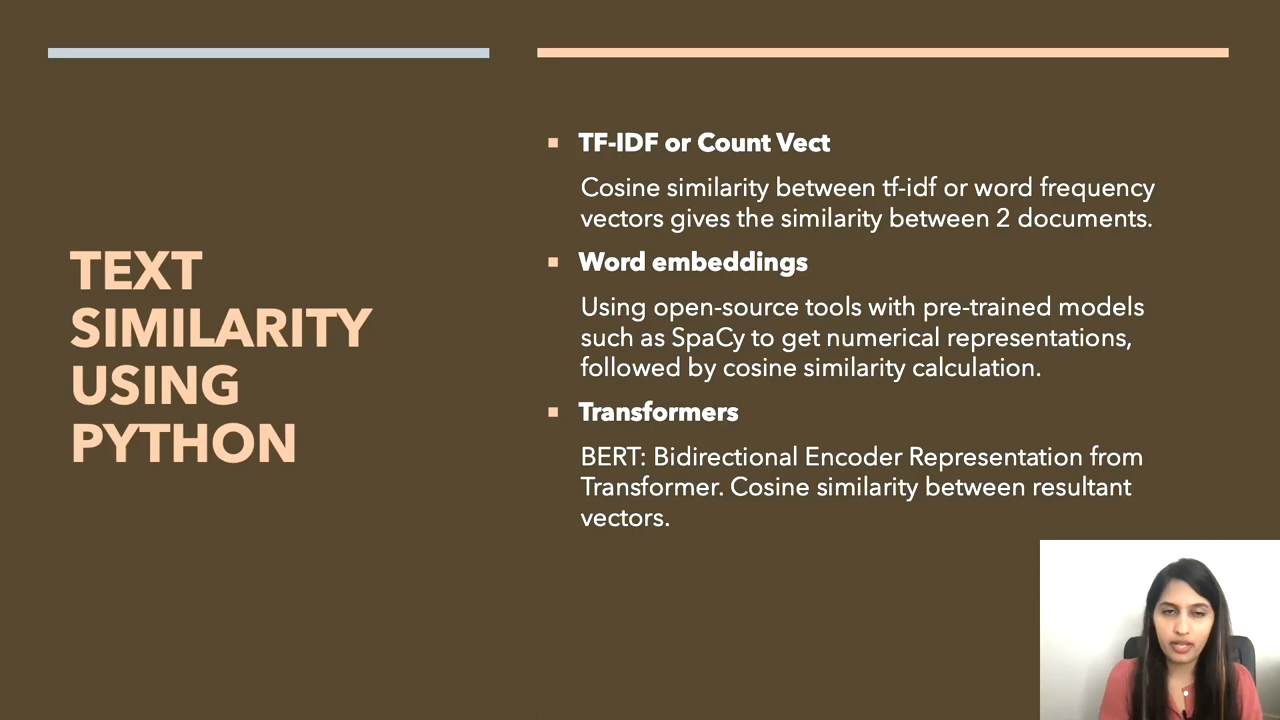 TEXT
SIMILARITY
USING
PYTHON
TF-IDF or Count Vect
Cosine similarity between tf-idf or word frequency
vectors gives the similarity between 2 documents.
Word embeddings
Using open-source tools with pre-trained models
such as SpaCy to get numerical representations,
followed by cosine similarity calculation.
Transformers
BERT: Bidirectional Encoder Representation from
Transformer. Cosine similarity between resultant
vectors.